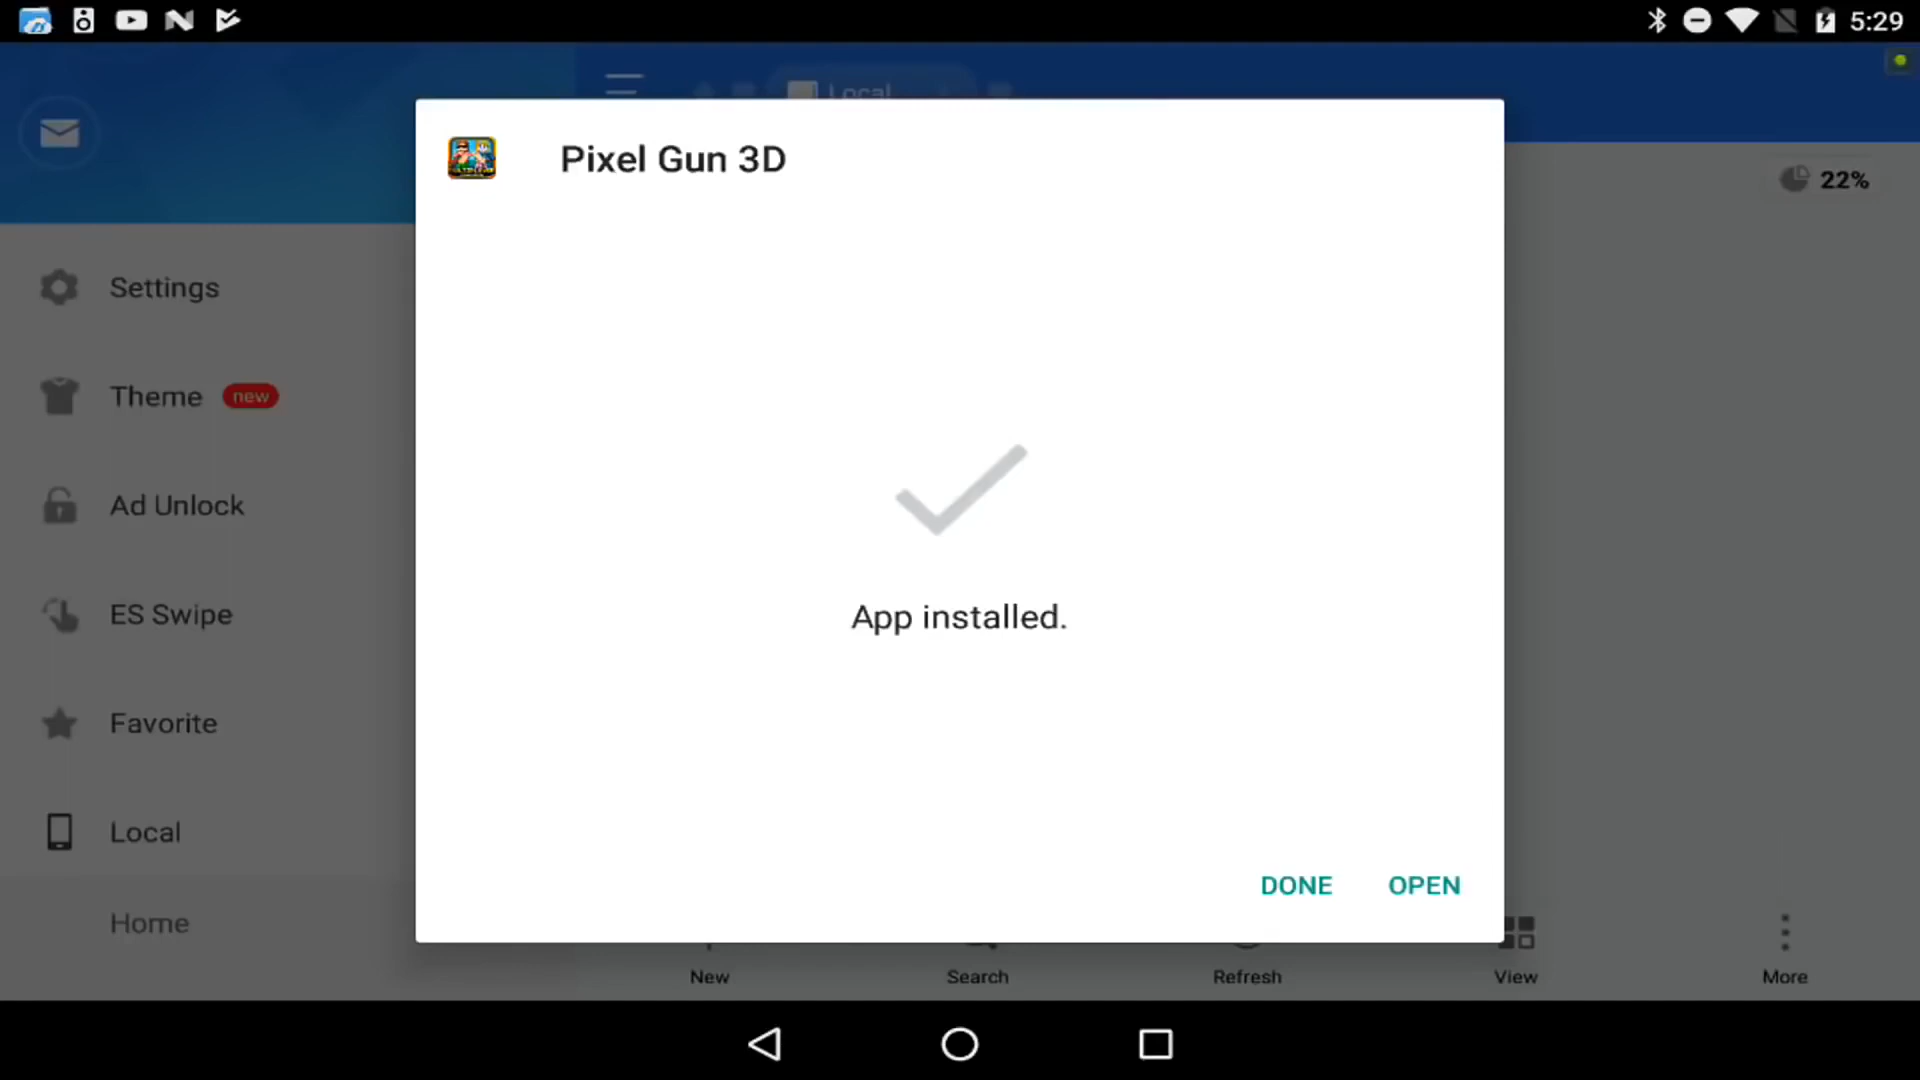 5:29
Local
Pixel Gun 3D
22%
Settings
Theme new
Ad Unlock
ES Swipe
Favorite
Local
Home
App installed.
DONE OPEN
New Search Refresh View More